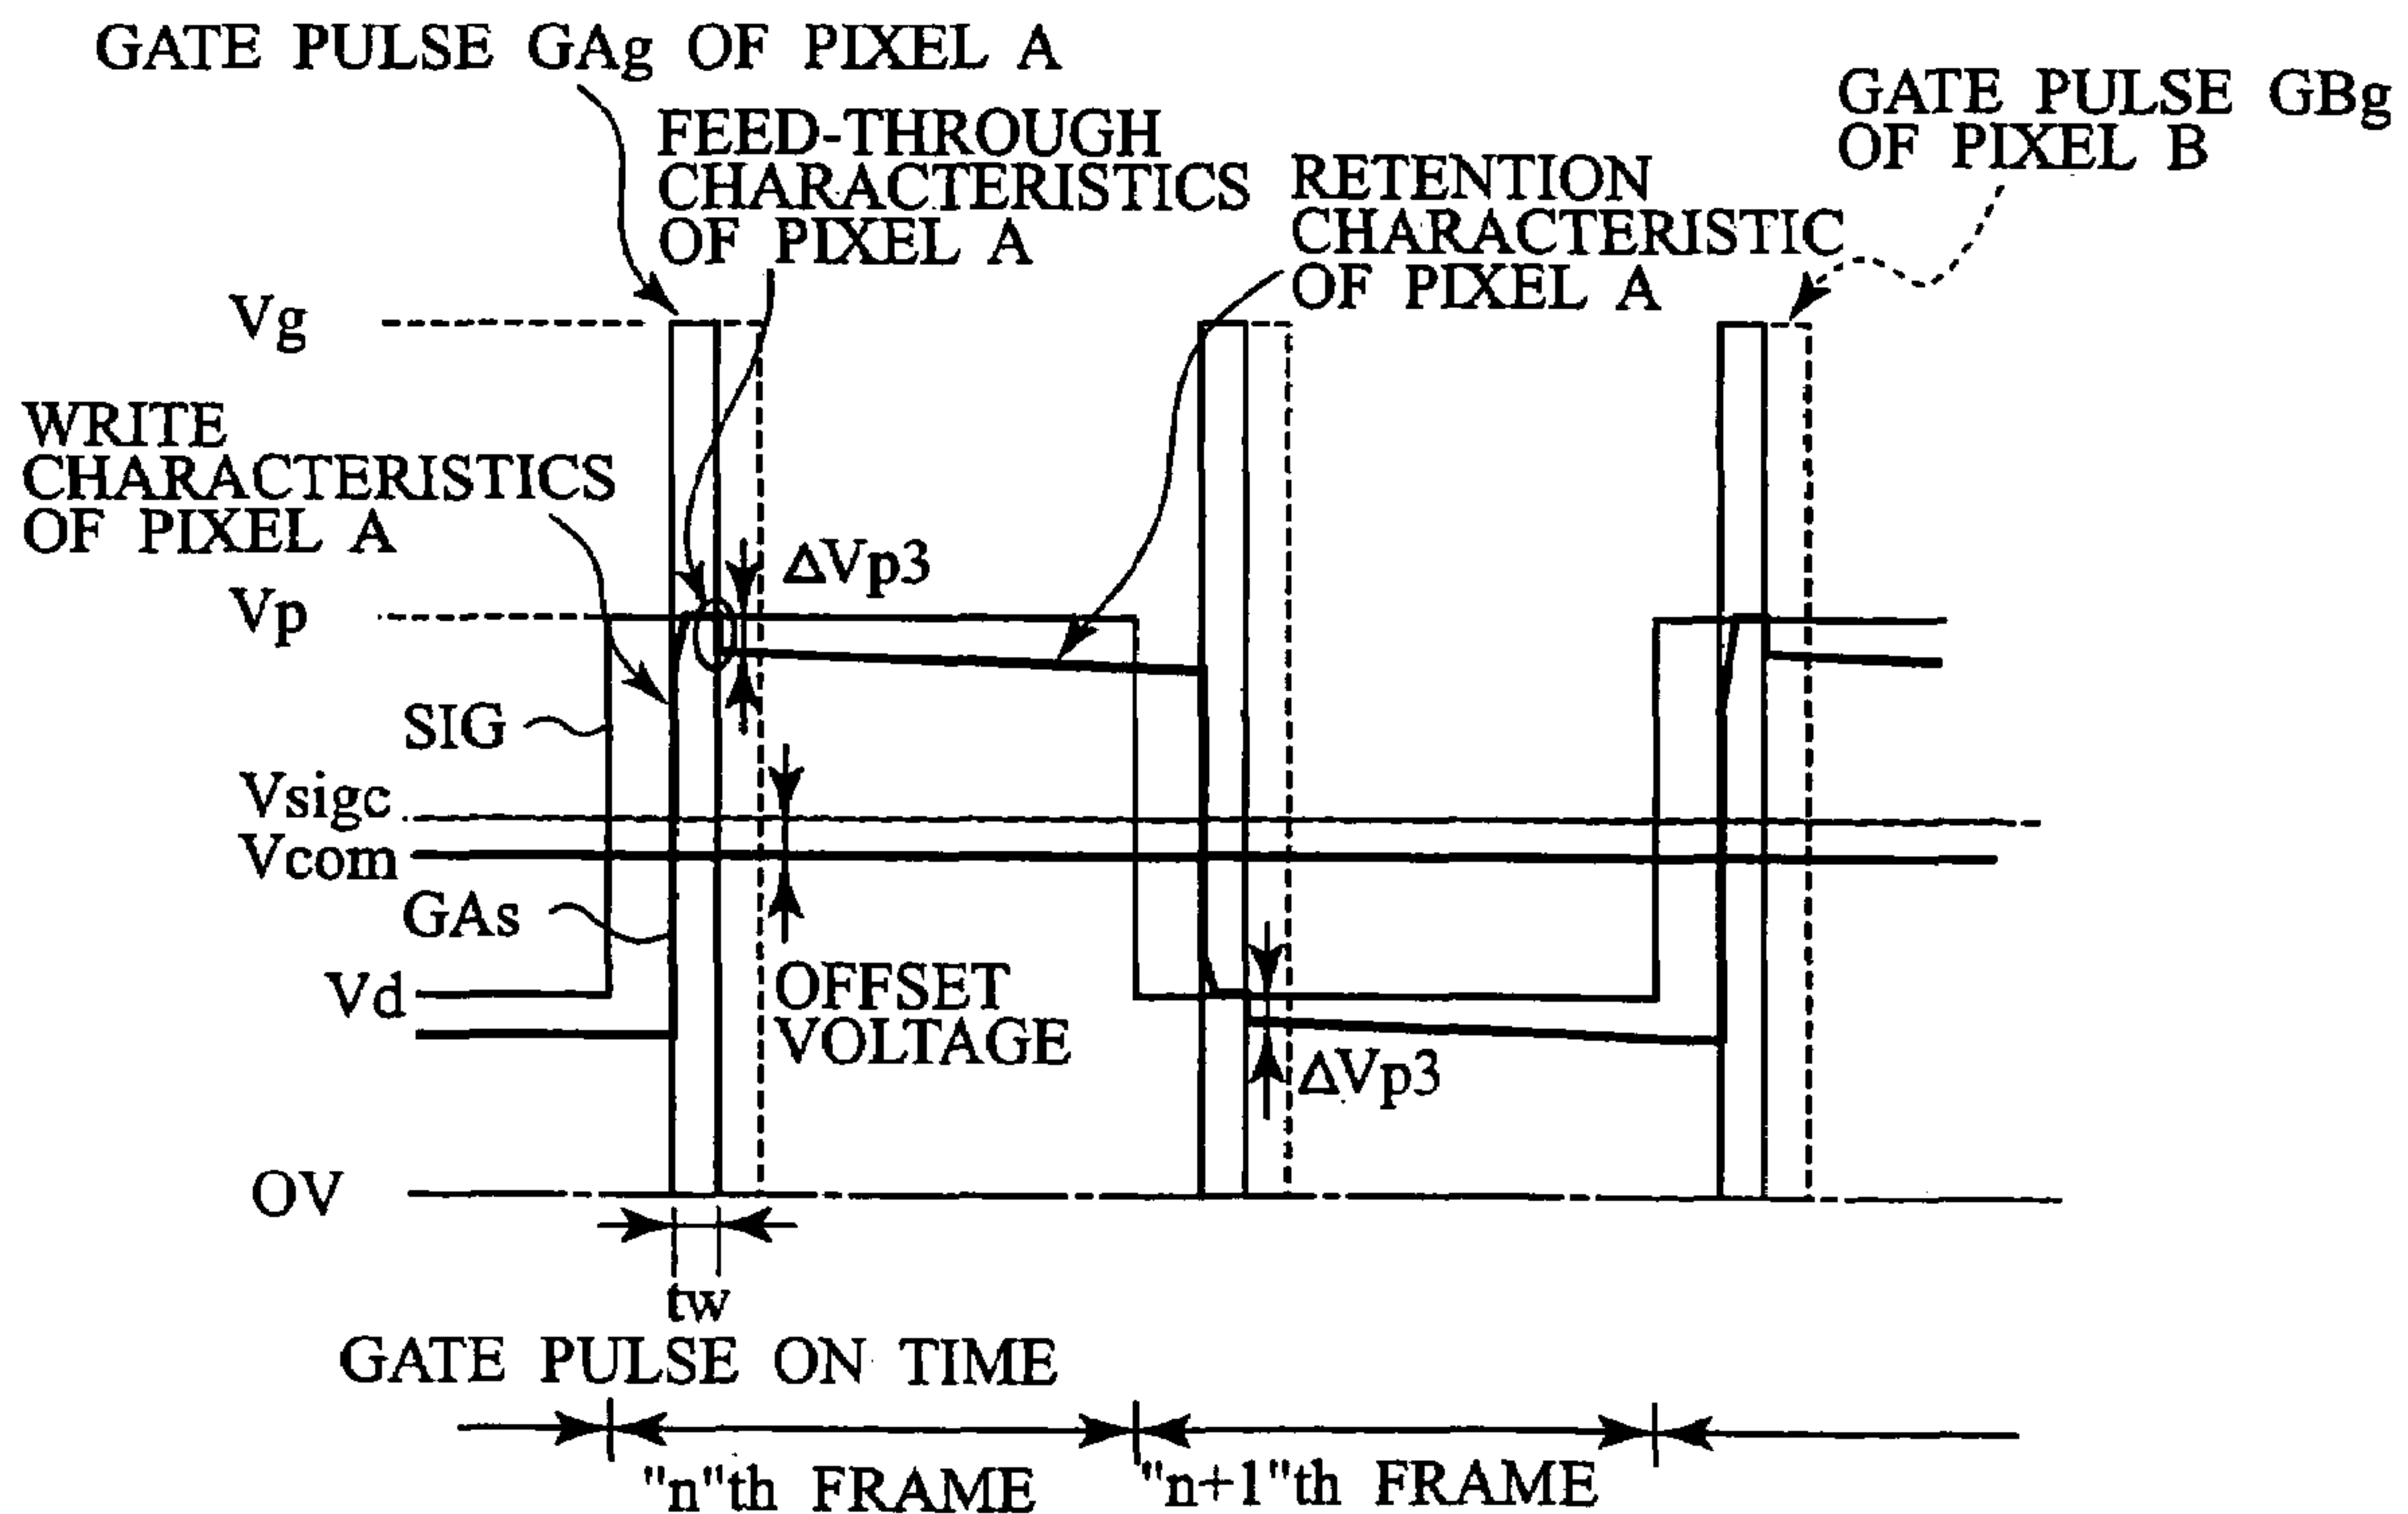 GATE PULSE GAg OF PIXEL A
FEED-THROUGH
CHARACTERISTICS
OF PIXEL A
RETENTION
CHARACTERISTIC
OF PIXEL A
GATE PULSE GBg
OF PIXEL B
Vg
WRITE
CHARACTERISTICS
OF PIXEL A
ΔVp3
Vp
SIG
Vsigc
Vcom
GAs
Vd
OFFSET
VOLTAGE
ΔVp3
OV
tw
GATE PULSE ON TIME
"n"th FRAME
"n+1"th FRAME